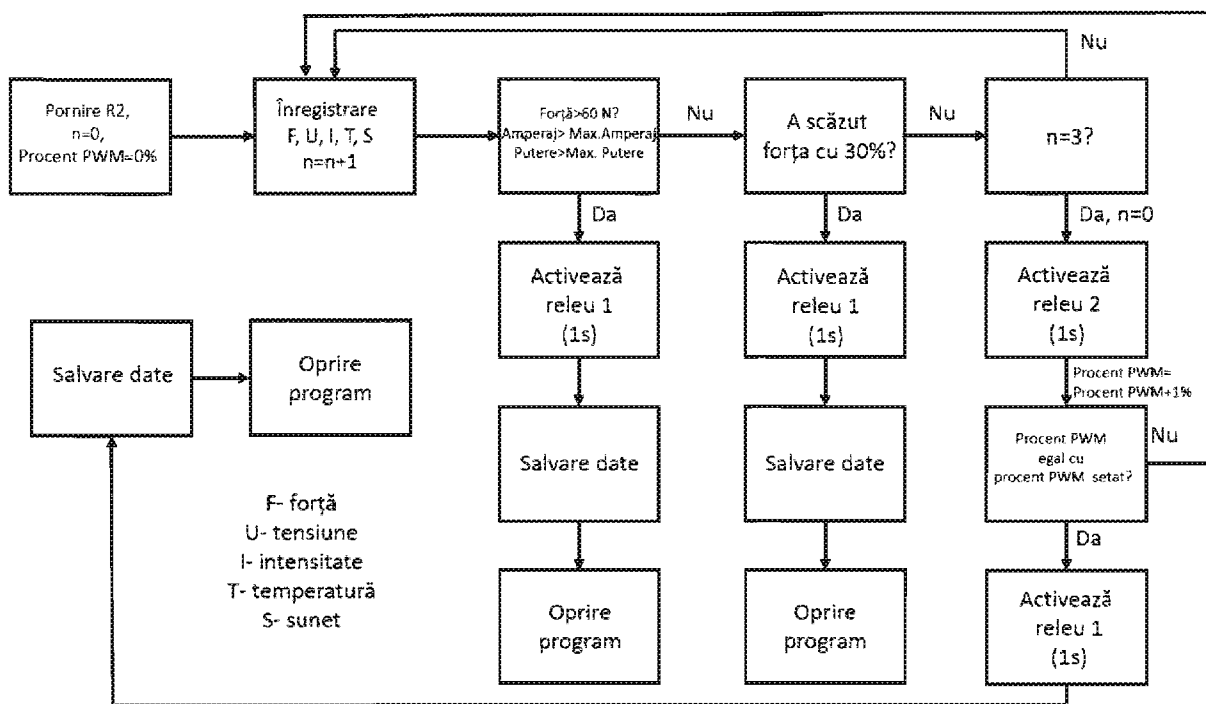 Nu
Pornire R2,
n=0,
Procent PWM=0%
Înregistrare
F, U, I, T, S
n=n+1
Forță>60 N?
Amperaj> Max.Amperaj
Putere>Max. Putere
Nu
A scăzut
forța cu 30%?
Nu
n=3?
Da
Da
Da, n=0
Activează
releu 1
(1s)
Activează
releu 1
(1s)
Activează
releu 2
(1s)
Salvare date
Oprire
program
Procent PWM=
Procent PWM+1%
Salvare date
Salvare date
Procent PWM
egal cu
procent PWM setat?
Nu
F- forță
U- tensiune
I- intensitate
T- temperatură
S- sunet
Da
Oprire
program
Oprire
program
Activează
releu 1
(1s)